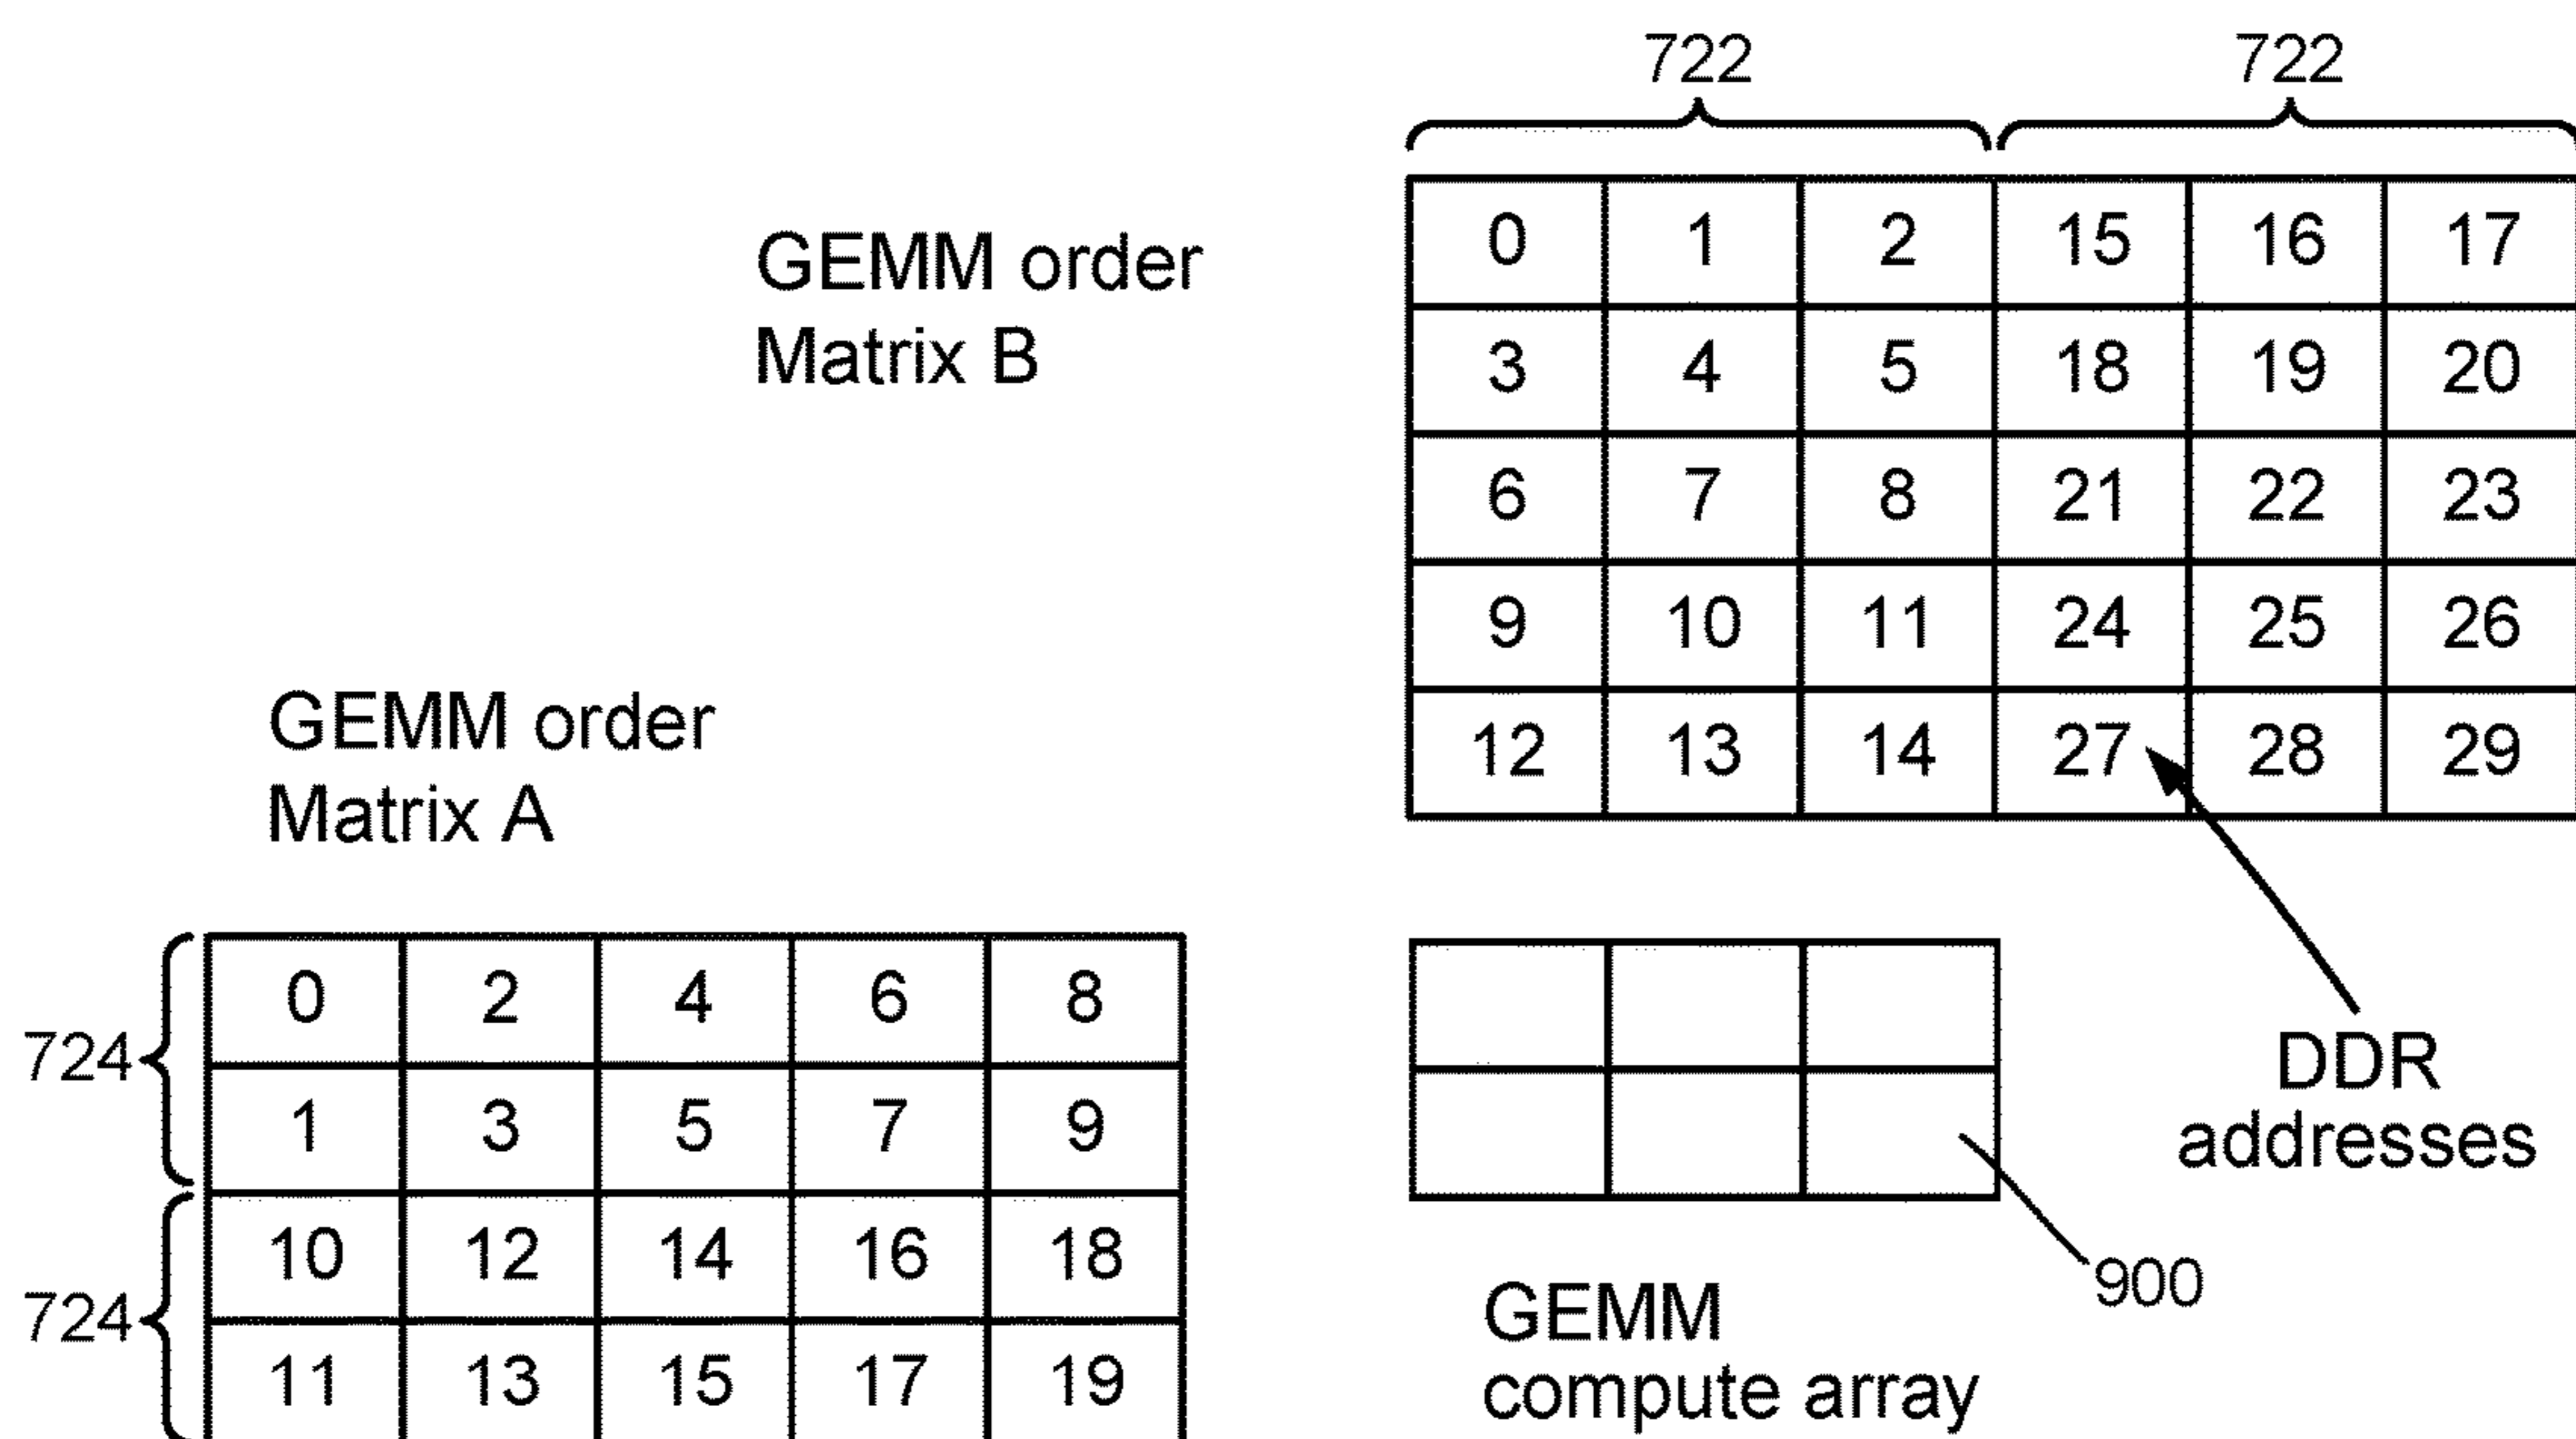 722 722
GEMM order
Matrix B
0 1 2 15 16 17
3 4 5 18 19 20
6 7 8 21 22 23
9 10 11 24 25 26
12 13 14 27 28 29
GEMM order
Matrix A
724
0 2 4 6 8
1 3 5 7 9
724
10 12 14 16 18
11 13 15 17 19
DDR
addresses
900
GEMM
compute array